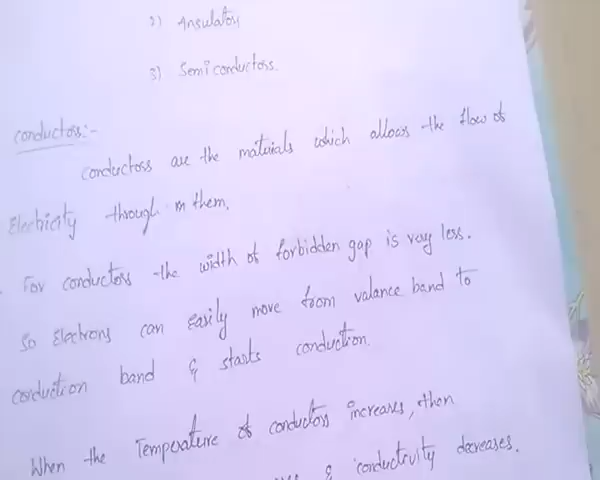 2) Insulators
3) Semiconductors.
Conductors:-
Conductors are the materials which allows the flow of
Electricity through them.
For conductors the width of forbidden gap is very less.
So Electrons can easily move from valance band to
conduction band & starts conduction.
When the Temperature of conductors increases, then
& conductivity decreases.